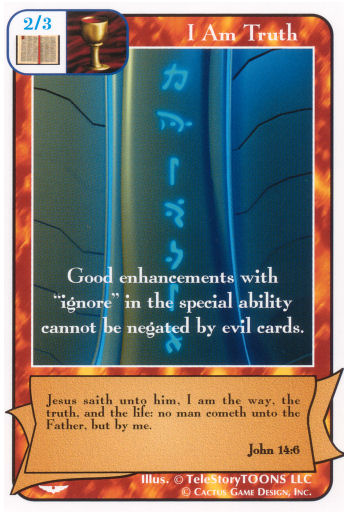 2/3
I Am Truth
Good enhancements with
“ignore” in the special ability
cannot be negated by evil cards.
Jesus saith unto him, I am the way, the
truth, and the life: no man cometh unto the
Father, but by me.
John 14:6
Illus. © TeleStoryTOONS LLC
© Cactus Game Design, Inc.